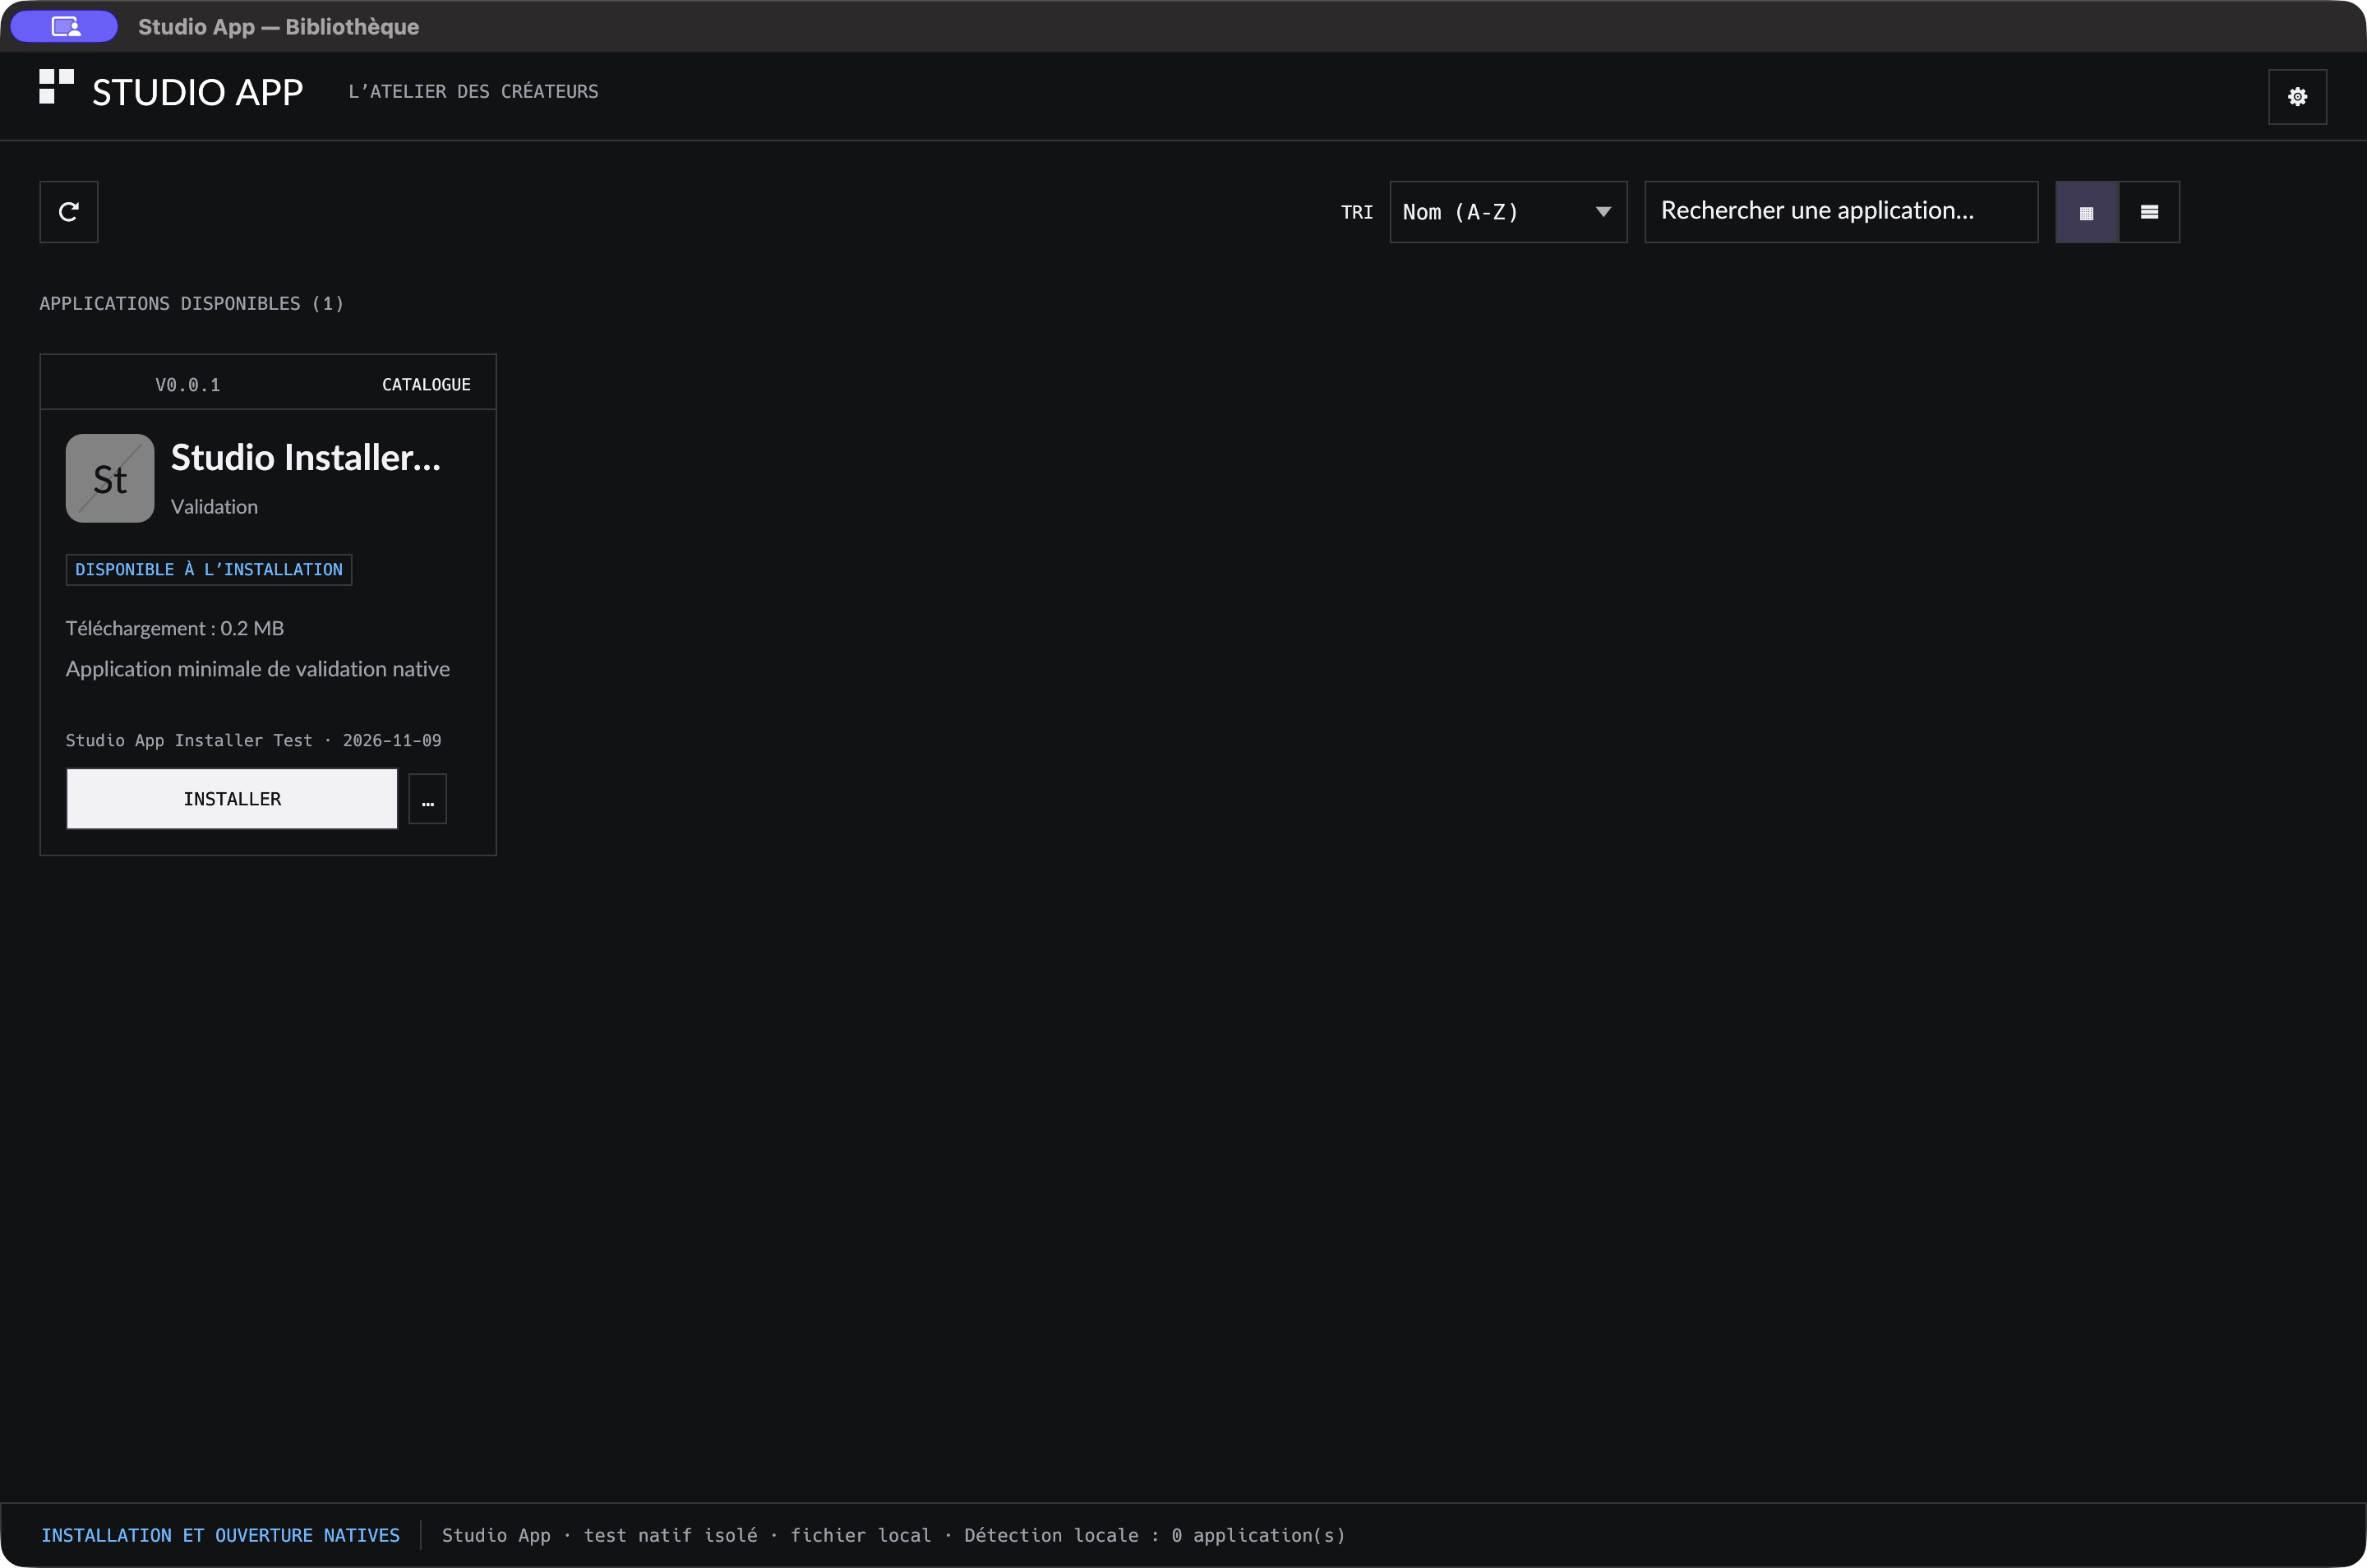 Studio App — Bibliothèque
STUDIO APP L’ATELIER DES CRÉATEURS
TRI Nom (A-Z) Rechercher une application…
APPLICATIONS DISPONIBLES (1)
V0.0.1 CATALOGUE
St
Studio Installer…
Validation
DISPONIBLE À L’INSTALLATION
Téléchargement : 0.2 MB
Application minimale de validation native
Studio App Installer Test · 2026-11-09
INSTALLER …
INSTALLATION ET OUVERTURE NATIVES Studio App · test natif isolé · fichier local · Détection locale : 0 application(s)